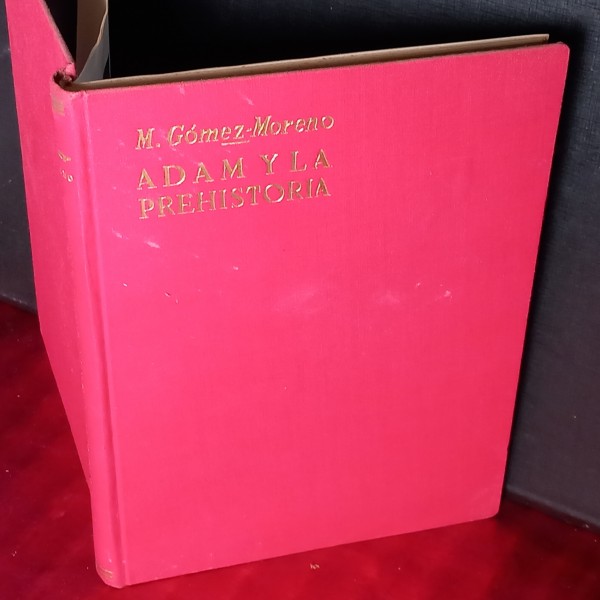 M. Gómez-Moreno
ADAM Y LA
PREHISTORIA